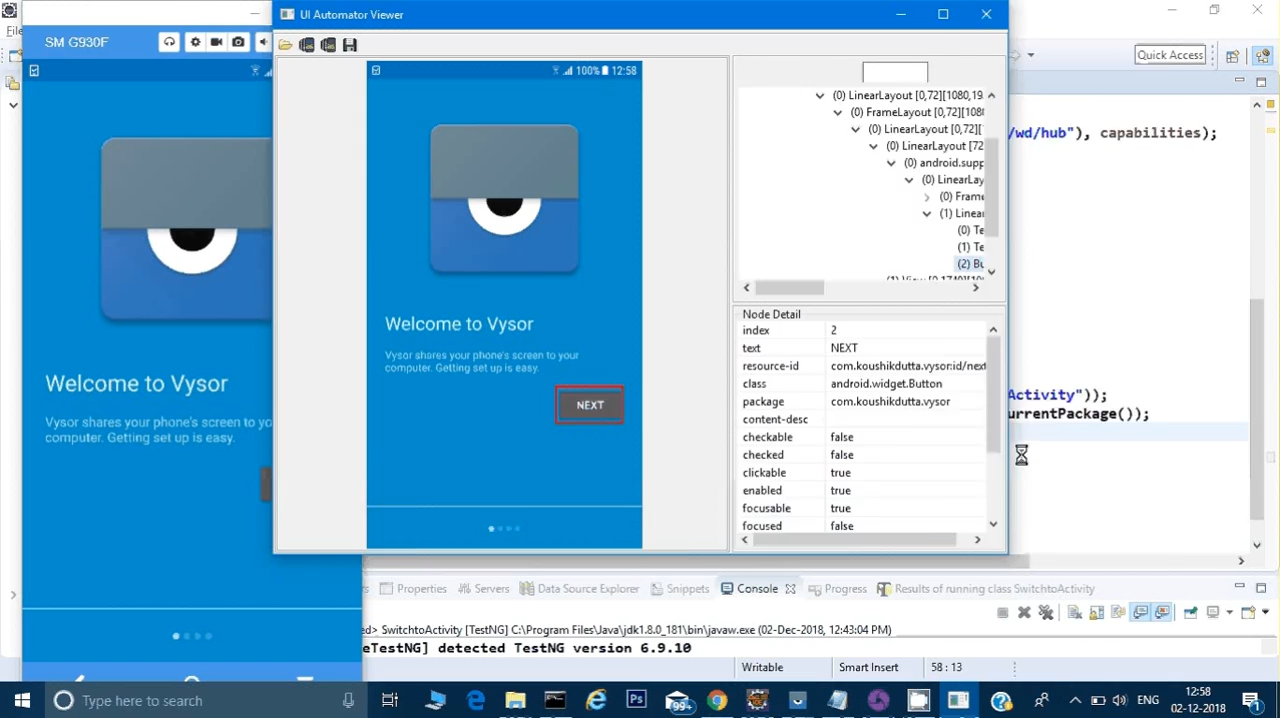 UI Automator Viewer
File
SM G930F
Quick Access
100% 12:58
Welcome to Vysor
Vysor shares your phone's screen to your
computer. Getting set up is easy.
NEXT
Welcome to Vysor
Vysor shares your phone's screen to yo
computer. Getting set up is easy.
(0) LinearLayout [0,72][1080,19
(0) FrameLayout [0,72][108
(0) LinearLayout [0,72][1
(0) LinearLayout [72
(0) android.supp
(0) LinearLay
(0) Frame
(1) Linear
(0) Te
(1) Te
(2) Bu
Node Detail
index 2
text NEXT
resource-id com.koushikdutta.vysor:id/next
class android.widget.Button
package com.koushikdutta.vysor
content-desc
checkable false
checked false
clickable true
enabled true
focusable true
focused false
/wd/hub"), capabilities);
Activity"));
urrentPackage());
Properties Servers Data Source Explorer Snippets Console Progress Results of running class SwitchtoActivity
ed> SwitchtoActivity [TestNG] C:\Program Files\Java\jdk1.8.0_181\bin\javaw.exe (02-Dec-2018, 12:43:04 PM)
eTestNG] detected TestNG version 6.9.10
Writable Smart Insert 58 : 13
Type here to search
99+
ENG
12:58
02-12-2018
1